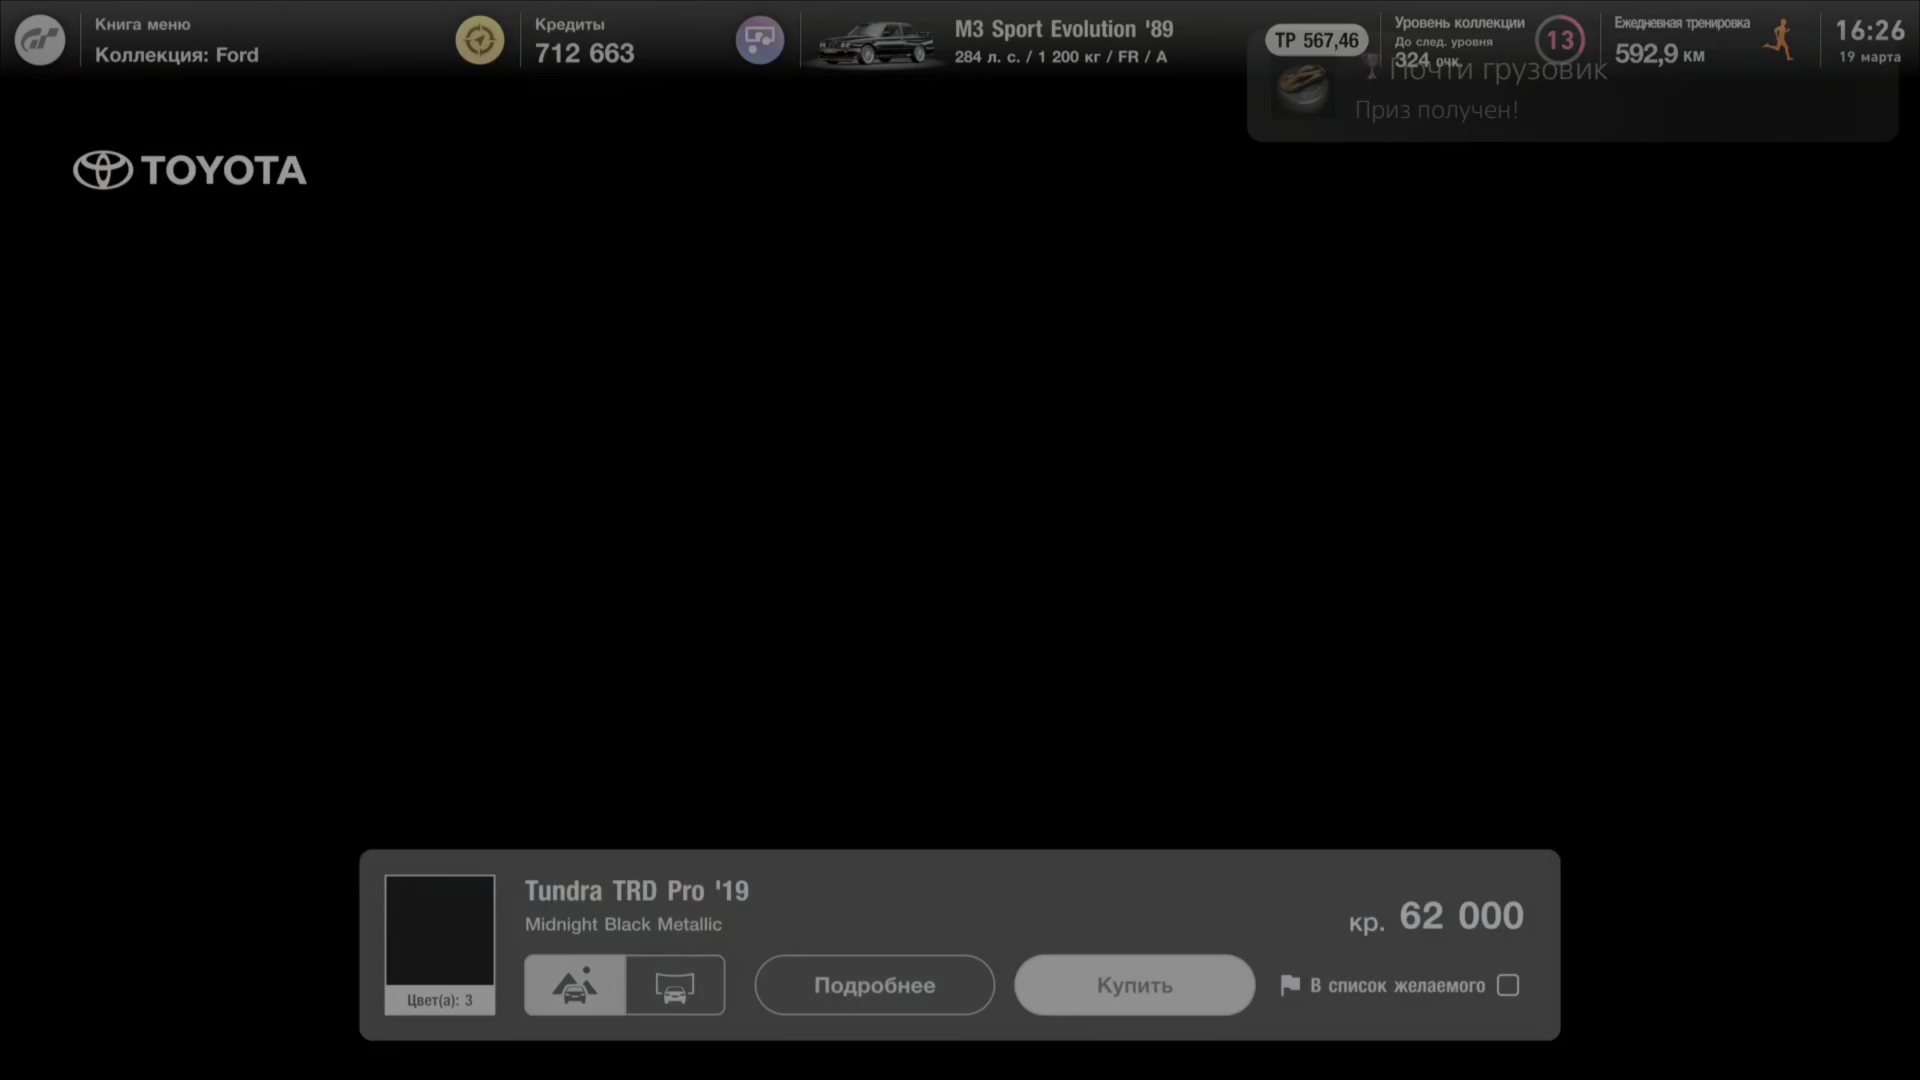 Книга меню
Коллекция: Ford
Кредиты
712 663
M3 Sport Evolution '89
284 л. с. / 1 200 кг / FR / A
TP 567,46
Уровень коллекции
До след. уровня
324 очк.
13
Ежедневная тренировка
592,9 км
16:26
19 марта
Почти грузовик
Приз получен!
TOYOTA
Tundra TRD Pro '19
Midnight Black Metallic
кр. 62 000
Цвет(а): 3
Подробнее
Купить
В список желаемого